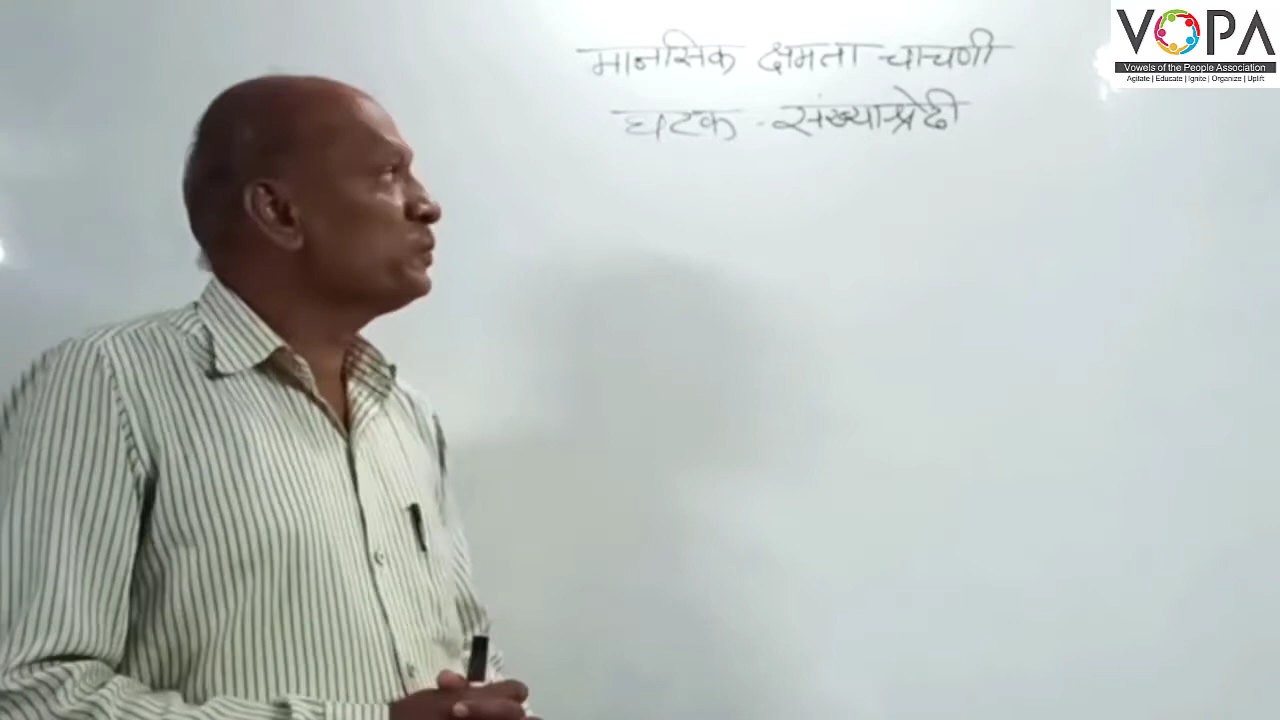 मानसिक क्षमता चाचणी
घटक - संख्याश्रेढी
VOPA
Vowels of the People Association
Agitate | Educate | Ignite | Organize | Uplift